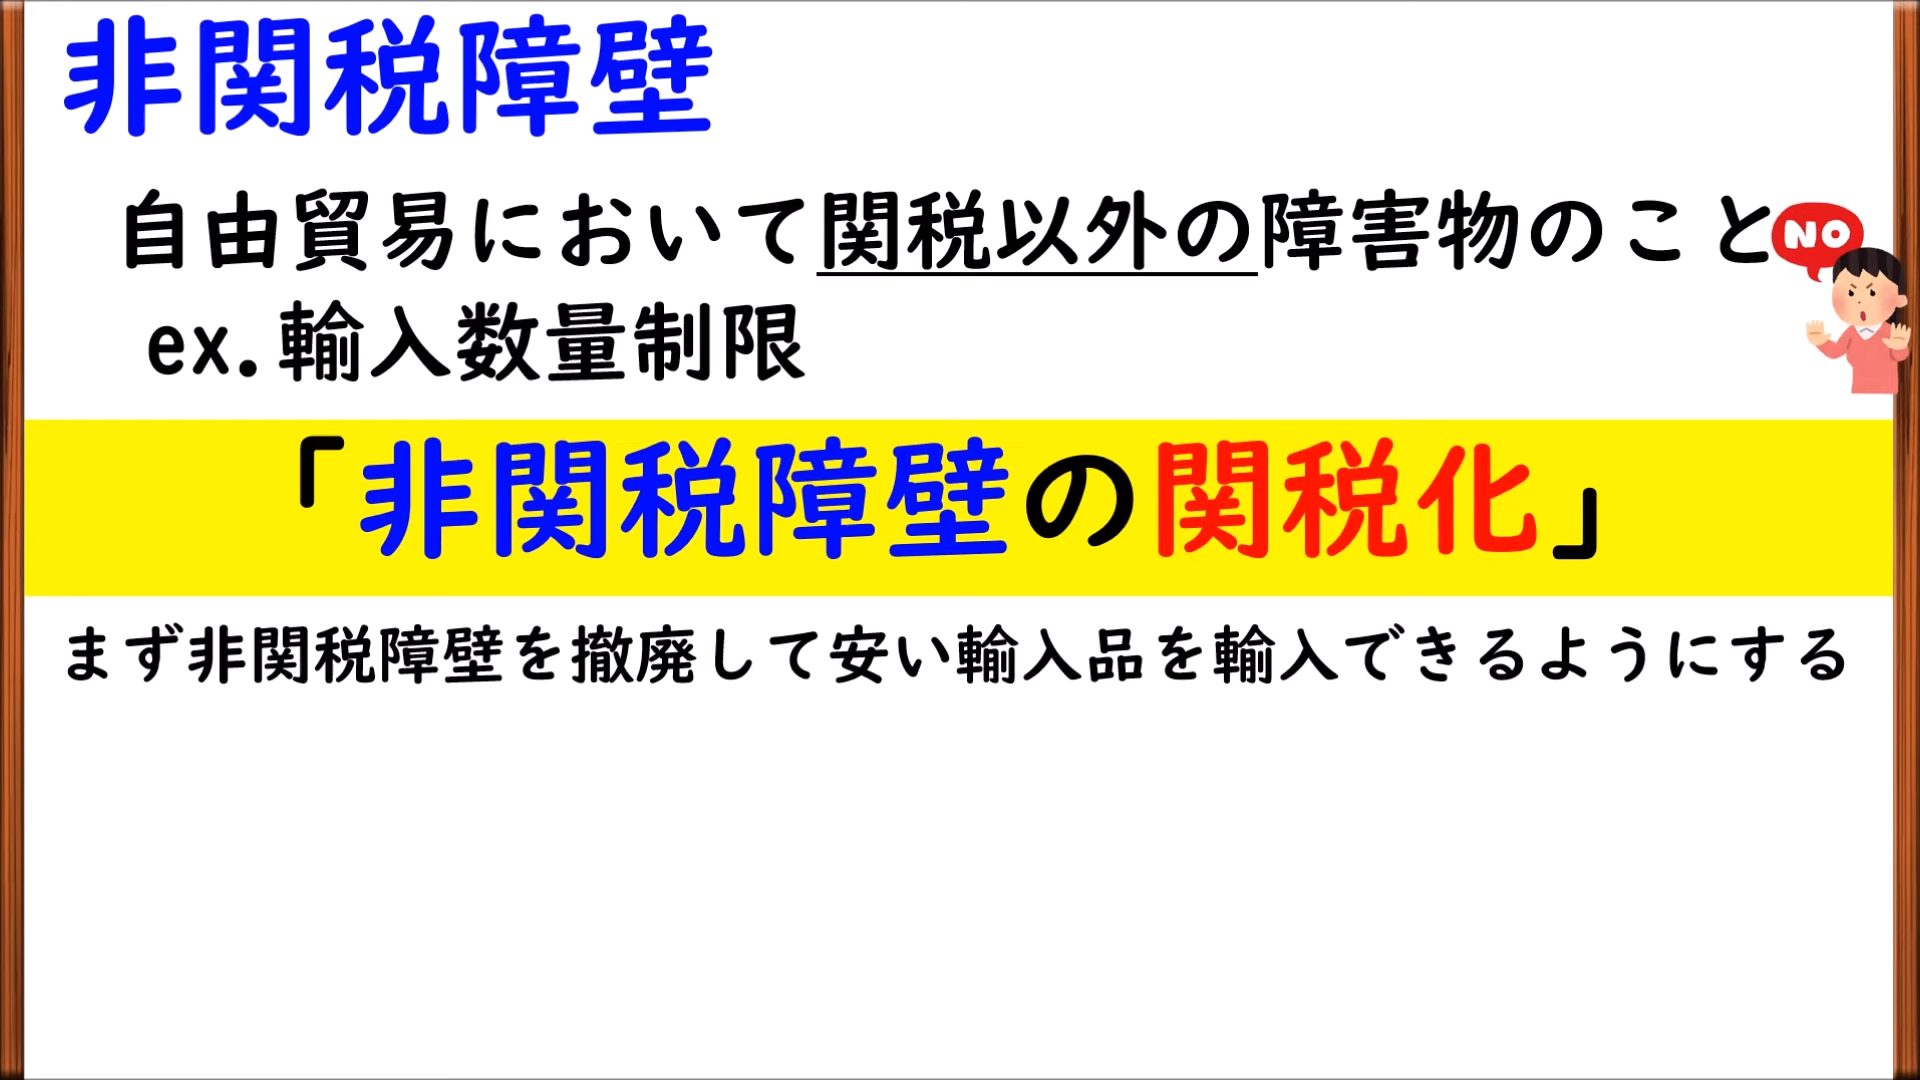 非関税障壁
自由貿易において関税以外の障害物のこと
NO
ex.輸入数量制限
「非関税障壁の関税化」
まず非関税障壁を撤廃して安い輸入品を輸入できるようにする